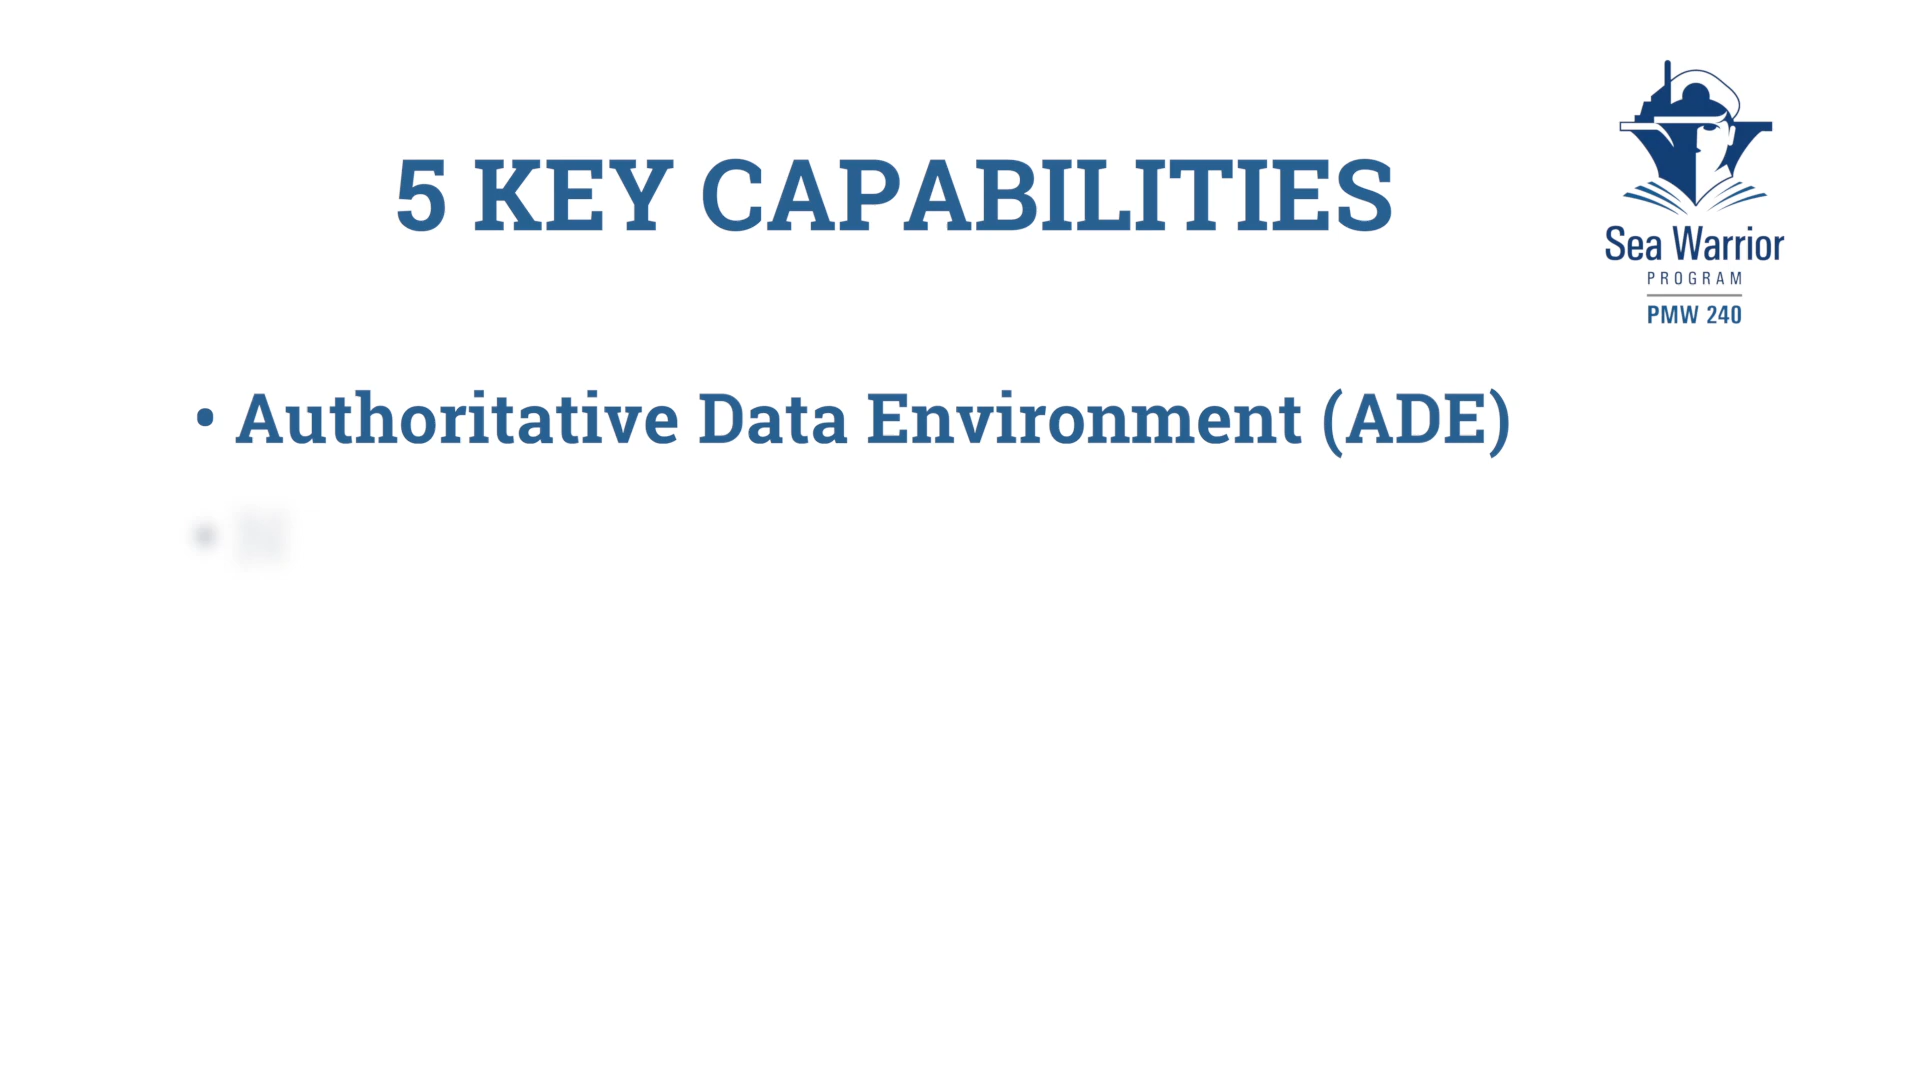 5 KEY CAPABILITIES
Sea Warrior
PROGRAM
PMW 240
• Authoritative Data Environment (ADE)